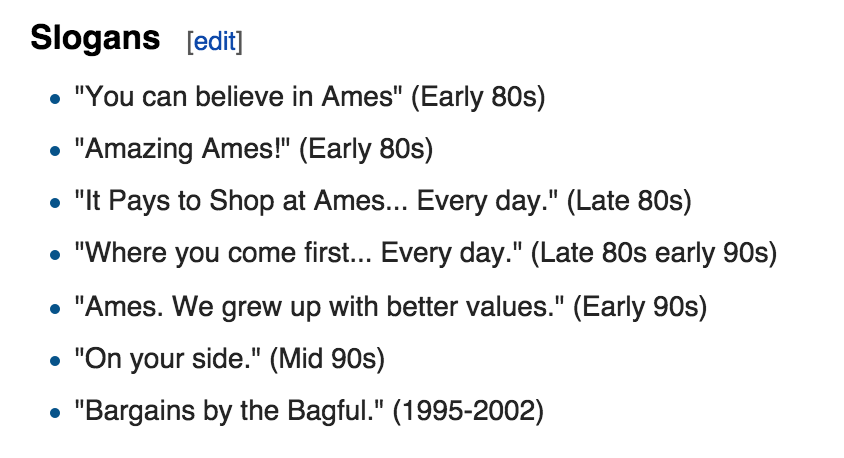 Slogans [edit]
• "You can believe in Ames" (Early 80s)
• "Amazing Ames!" (Early 80s)
• "It Pays to Shop at Ames... Every day." (Late 80s)
• "Where you come first... Every day." (Late 80s early 90s)
• "Ames. We grew up with better values." (Early 90s)
• "On your side." (Mid 90s)
• "Bargains by the Bagful." (1995-2002)